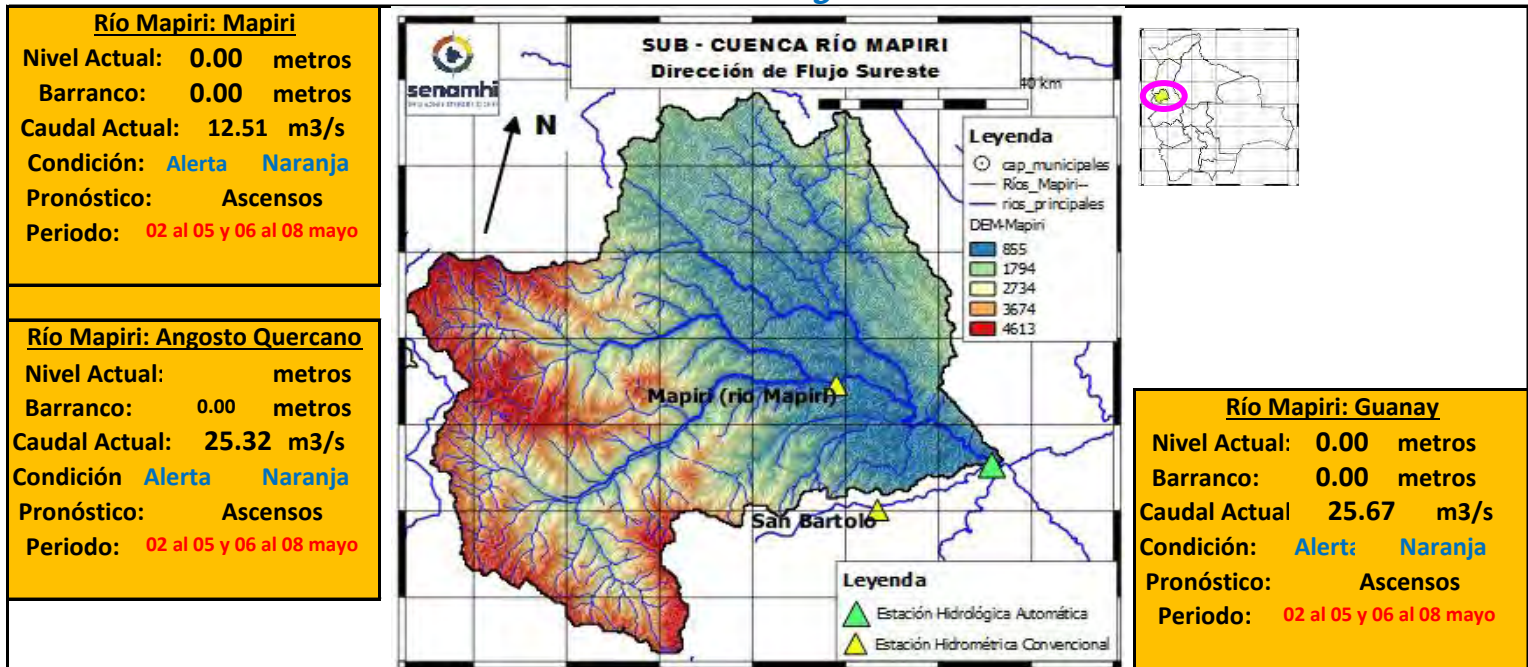 Río Mapiri: Mapiri
Nivel Actual: 0.00 metros
Barranco: 0.00 metros
Caudal Actual: 12.51 m3/s
Condición: Alerta Naranja
Pronóstico: Ascensos
Periodo: 02 al 05 y 06 al 08 mayo
Río Mapiri: Angosto Quercano
Nivel Actual: metros
Barranco: 0.00 metros
Caudal Actual: 25.32 m3/s
Condición Alerta Naranja
Pronóstico: Ascensos
Periodo: 02 al 05 y 06 al 08 mayo
senamhi
SUB - CUENCA RÍO MAPIRI
Dirección de Flujo Sureste
40 km
N
Leyenda
cap_municipales
Ríos_Mapiri--
rios_principales
DEM-Mapiri
855
1794
2734
3674
4613
Mapiri (rio Mapiri)
San Bartolo
Leyenda
Estación Hidrológica Automática
Estación Hidrométrica Convencional
Río Mapiri: Guanay
Nivel Actual: 0.00 metros
Barranco: 0.00 metros
Caudal Actual 25.67 m3/s
Condición: Alerta Naranja
Pronóstico: Ascensos
Periodo: 02 al 05 y 06 al 08 mayo